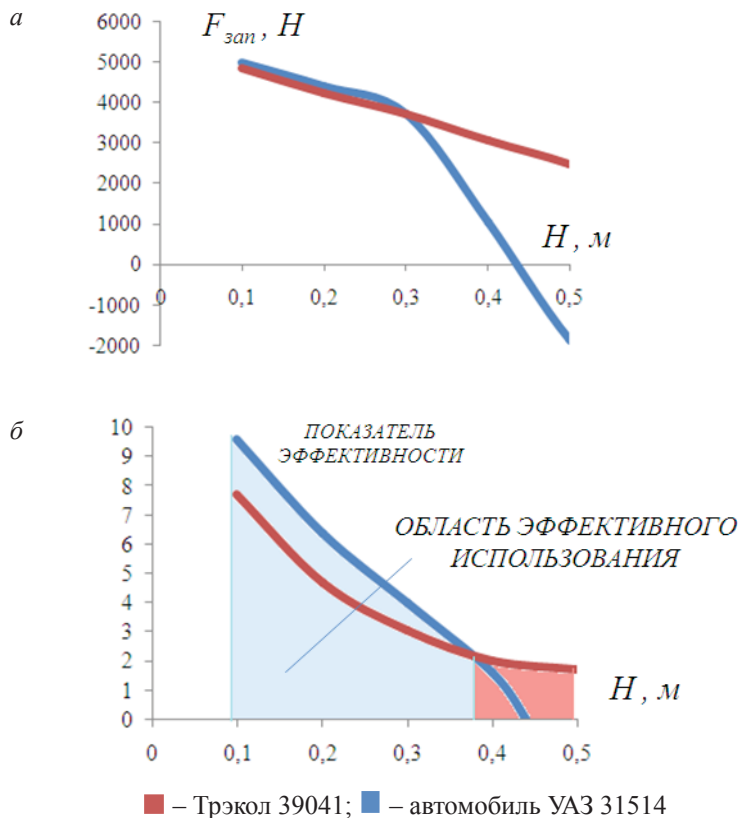 а
F зап , Н
6000
5000
4000
3000
2000
1000
0
-1000
-2000
H , м
0 0,1 0,2 0,3 0,4 0,5
б
10
9
8
7
6
5
4
3
2
1
0
ПОКАЗАТЕЛЬ
ЭФФЕКТИВНОСТИ
ОБЛАСТЬ ЭФФЕКТИВНОГО
ИСПОЛЬЗОВАНИЯ
H , м
0 0,1 0,2 0,3 0,4 0,5
– Трэкол 39041; – автомобиль УАЗ 31514